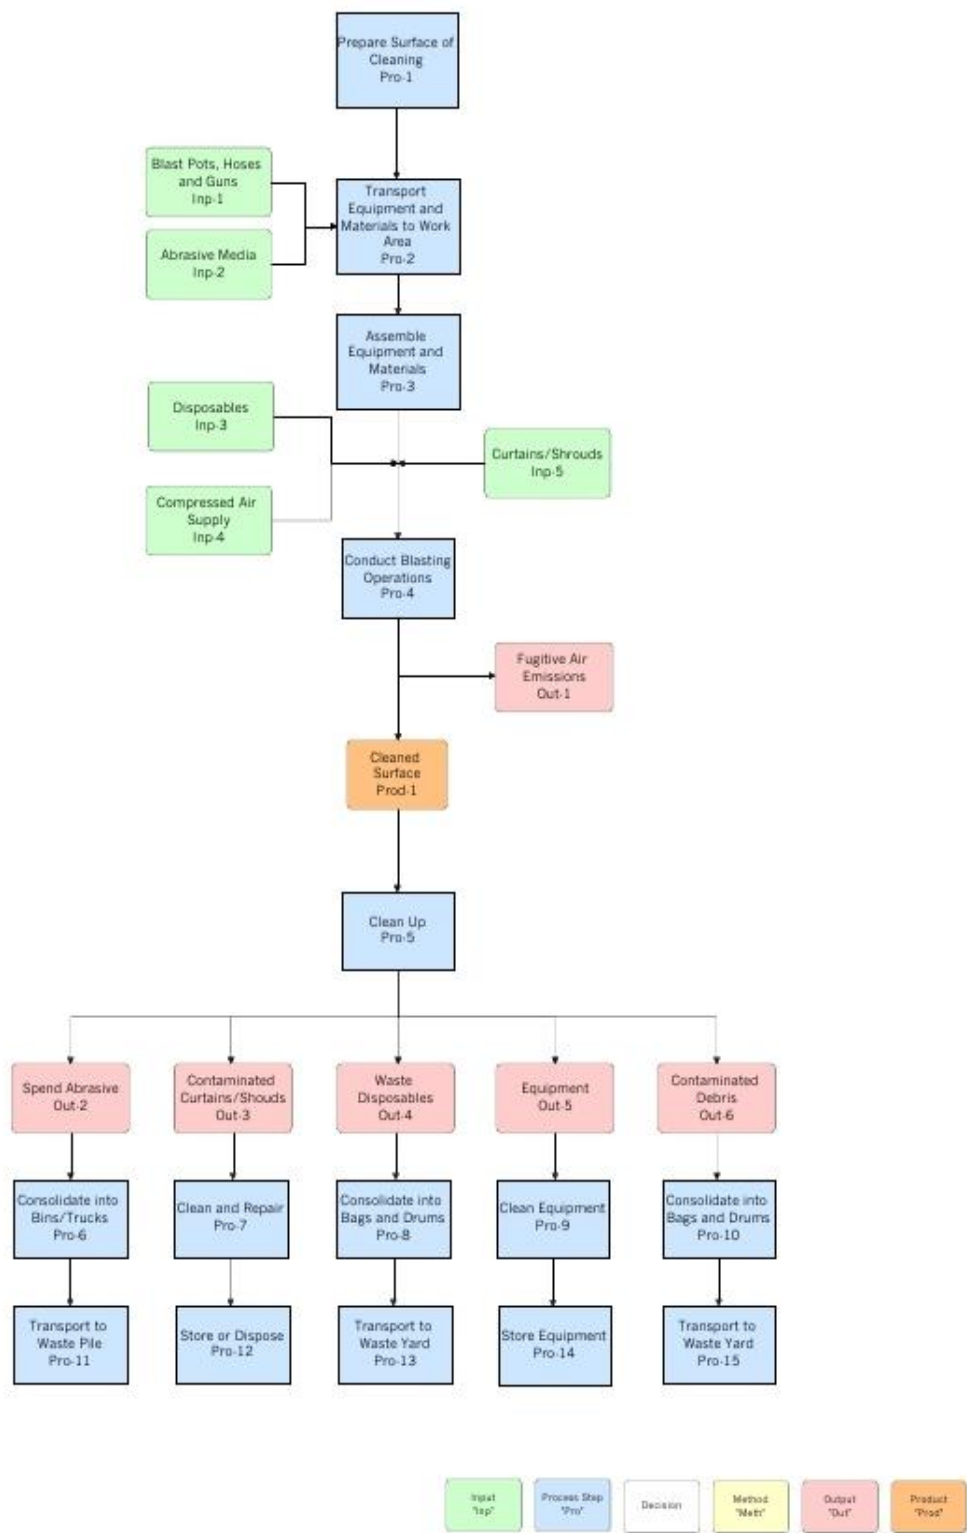 Prepare Surface of
Cleaning
Pro-1
Blast Pots, Hoses
and Guns
Inp-1
Transport
Equipment and
Materials to Work
Area
Pro-2
Abrasive Media
Inp-2
Assemble
Equipment and
Materials
Pro-3
Disposables
Inp-3
Curtains/Shrouds
Inp-5
Compressed Air
Supply
Inp-4
Conduct Blasting
Operations
Pro-4
Fugitive Air
Emissions
Out-1
Cleaned
Surface
Prod-1
Clean Up
Pro-5
Spend Abrasive
Out-2
Contaminated
Curtains/Shouds
Out-3
Waste
Disposables
Out-4
Equipment
Out-5
Contaminated
Debris
Out-6
Consolidate into
Bins/Trucks
Pro-6
Clean and Repair
Pro-7
Consolidate into
Bags and Drums
Pro-8
Clean Equipment
Pro-9
Consolidate into
Bags and Drums
Pro-10
Transport to
Waste Pile
Pro-11
Store or Dispose
Pro-12
Transport to
Waste Yard
Pro-13
Store Equipment
Pro-14
Transport to
Waste Yard
Pro-15
Input
"Inp"
Process Step
"Pro"
Decision
Method
"Meth"
Output
"Out"
Product
"Prod"